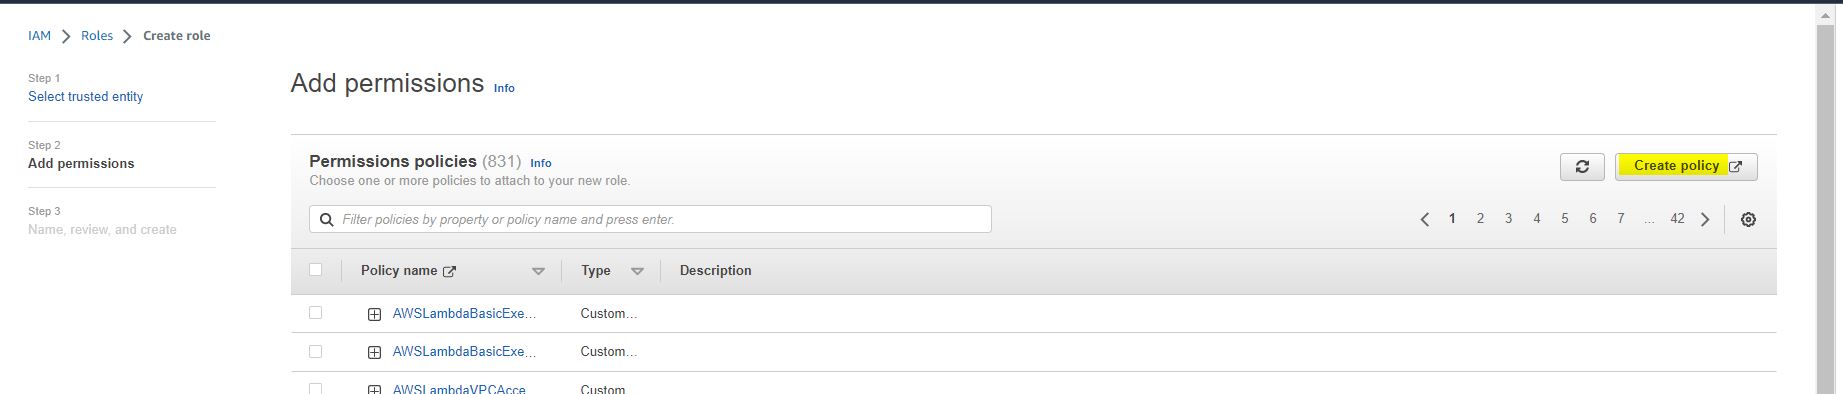 IAM > Roles > Create role
Step 1
Select trusted entity
Step 2
Add permissions
Step 3
Name, review, and create
Add permissions Info
Permissions policies (831) Info
Choose one or more policies to attach to your new role.
Create policy
Filter policies by property or policy name and press enter.
< 1 2 3 4 5 6 7 ... 42 >
Policy name Type Description
AWSLambdaBasicExe... Custom...
AWSLambdaBasicExe... Custom...
AWSLambdaVPCAcce Custom